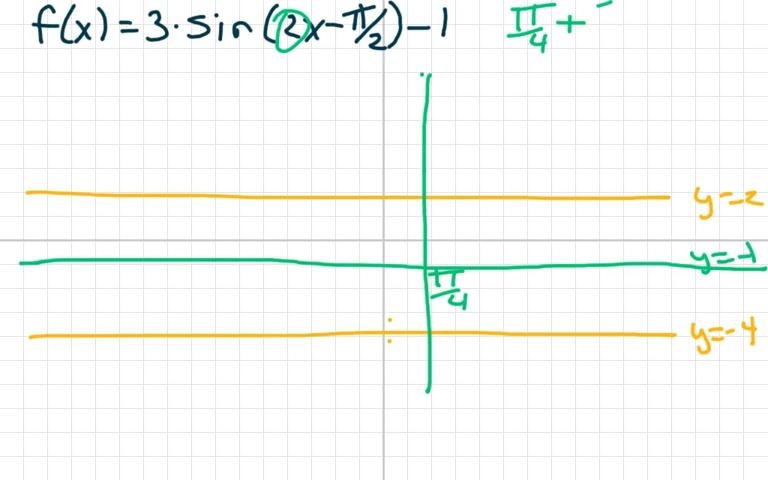 f(x) = 3·sin(2x-π/2)-1
π/4 +
y=2
y=-1
π/4
y=-4